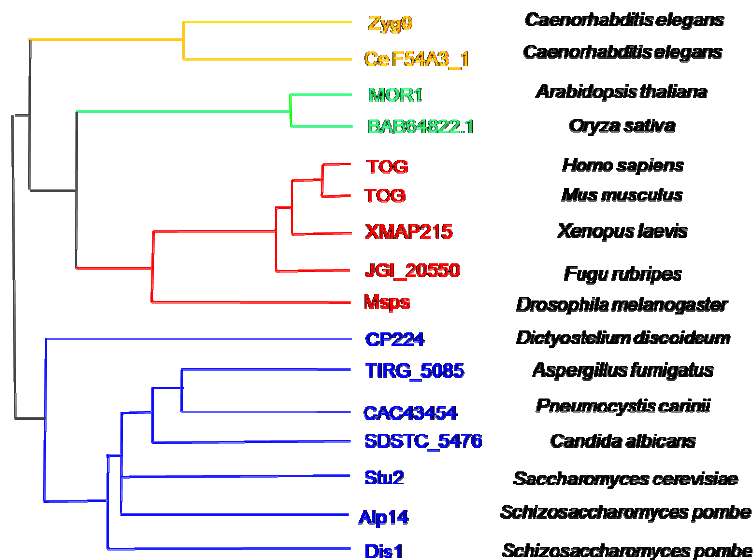 Zyg9 Caenorhabditis elegans
Ce F54A3_1 Caenorhabditis elegans
MOR1 Arabidopsis thaliana
BAB64822.1 Oryza sativa
TOG Homo sapiens
TOG Mus musculus
XMAP215 Xenopus laevis
JGI_20550 Fugu rubripes
Msps Drosophila melanogaster
CP224 Dictyostelium discoideum
TIRG_5085 Aspergillus fumigatus
CAC43454 Pneumocystis carinii
SDSTC_5476 Candida albicans
Stu2 Saccharomyces cerevisiae
Alp14 Schizosaccharomyces pombe
Dis1 Schizosaccharomyces pombe